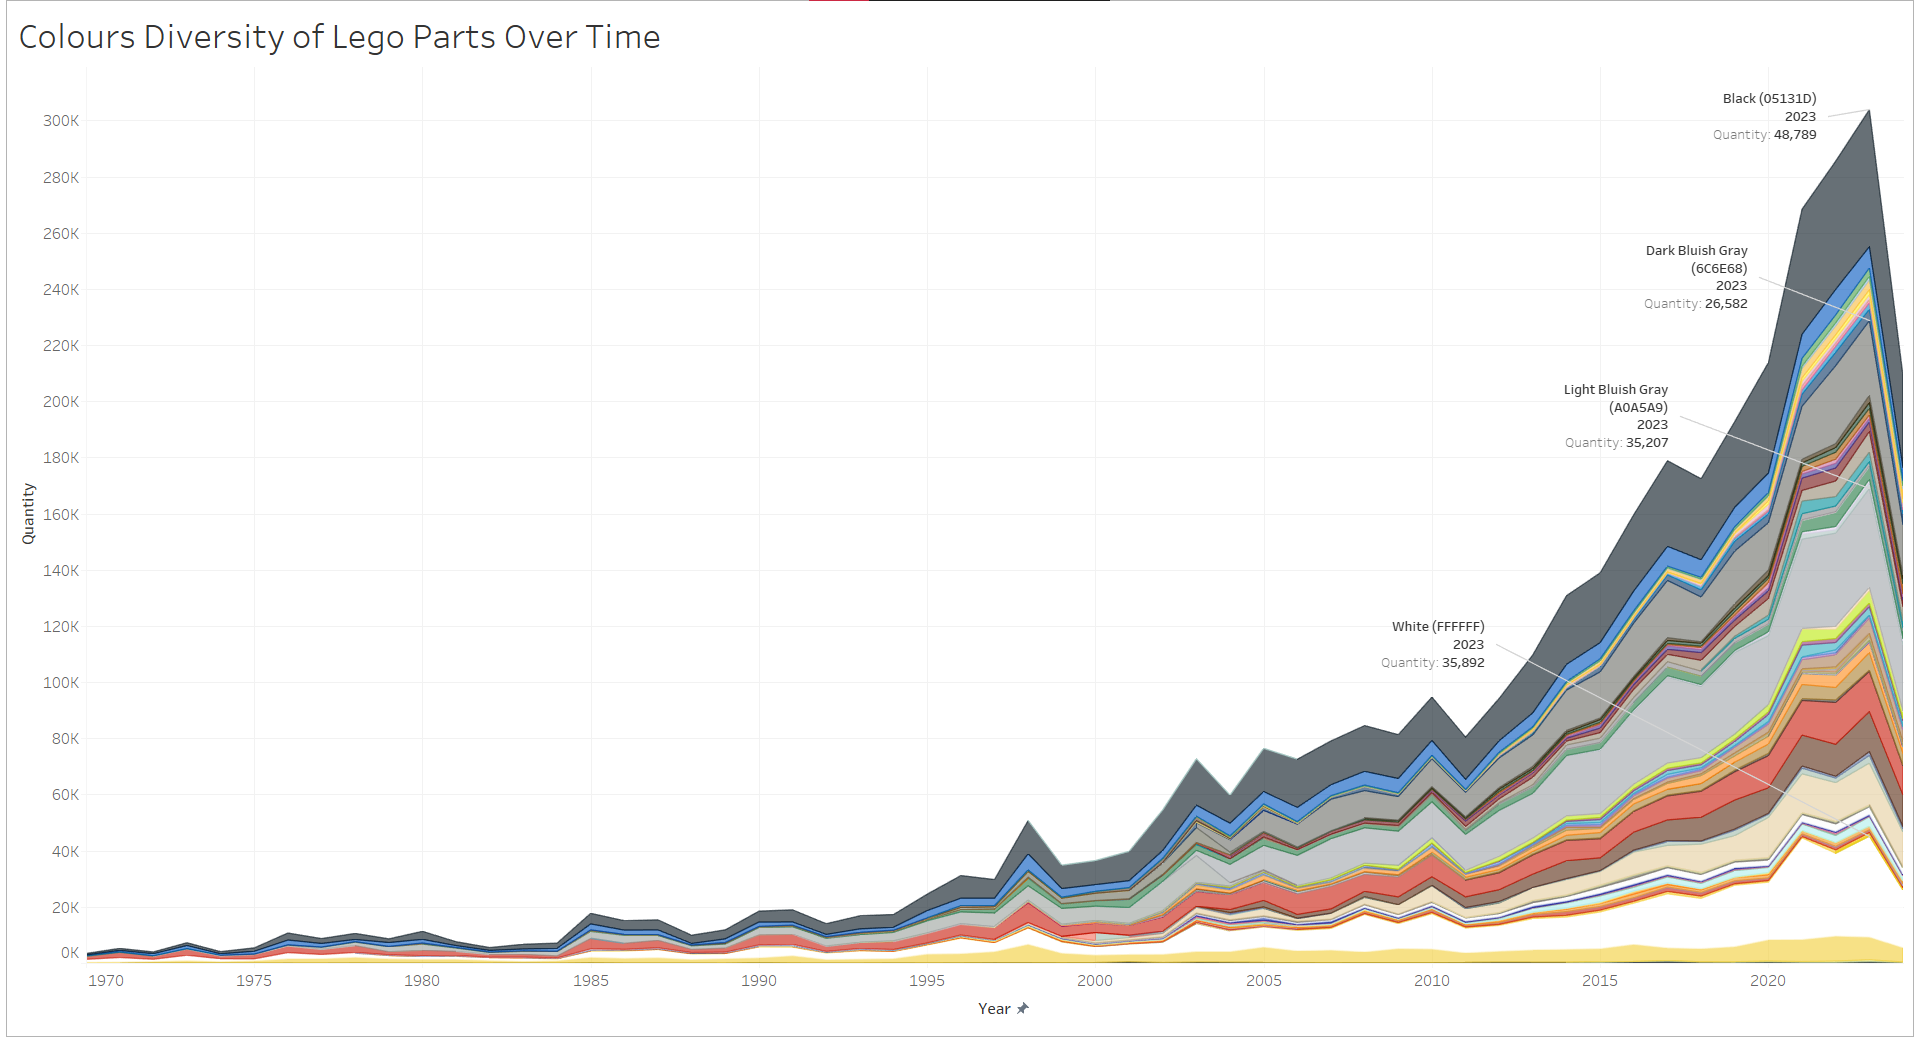 Colours Diversity of Lego Parts Over Time
Black (05131D)
2023
Quantity: 48,789
Dark Bluish Gray
(6C6E68)
2023
Quantity: 26,582
Light Bluish Gray
(A0A5A9)
2023
Quantity: 35,207
White (FFFFFF)
2023
Quantity: 35,892
300K
280K
260K
240K
220K
200K
180K
160K
140K
120K
100K
80K
60K
40K
20K
0K
Quantity
1970 1975 1980 1985 1990 1995 2000 2005 2010 2015 2020
Year